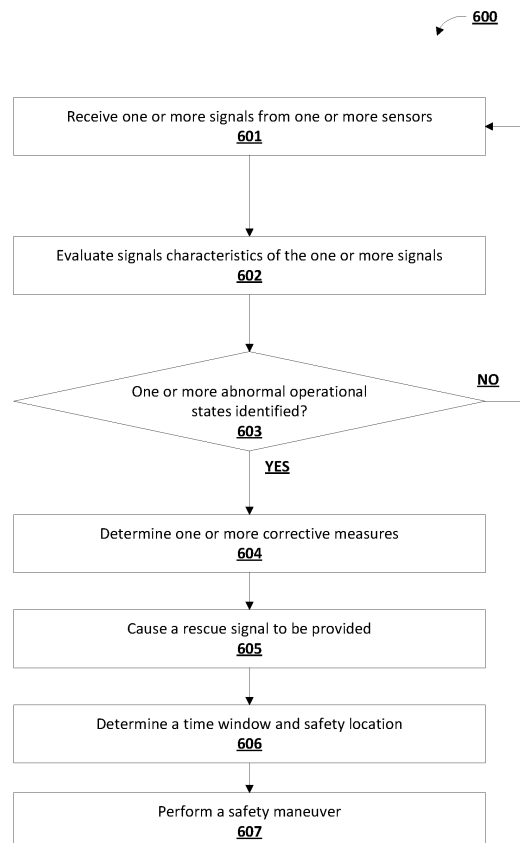 600
Receive one or more signals from one or more sensors
601
Evaluate signals characteristics of the one or more signals
602
One or more abnormal operational
states identified?
603
NO
YES
Determine one or more corrective measures
604
Cause a rescue signal to be provided
605
Determine a time window and safety location
606
Perform a safety maneuver
607